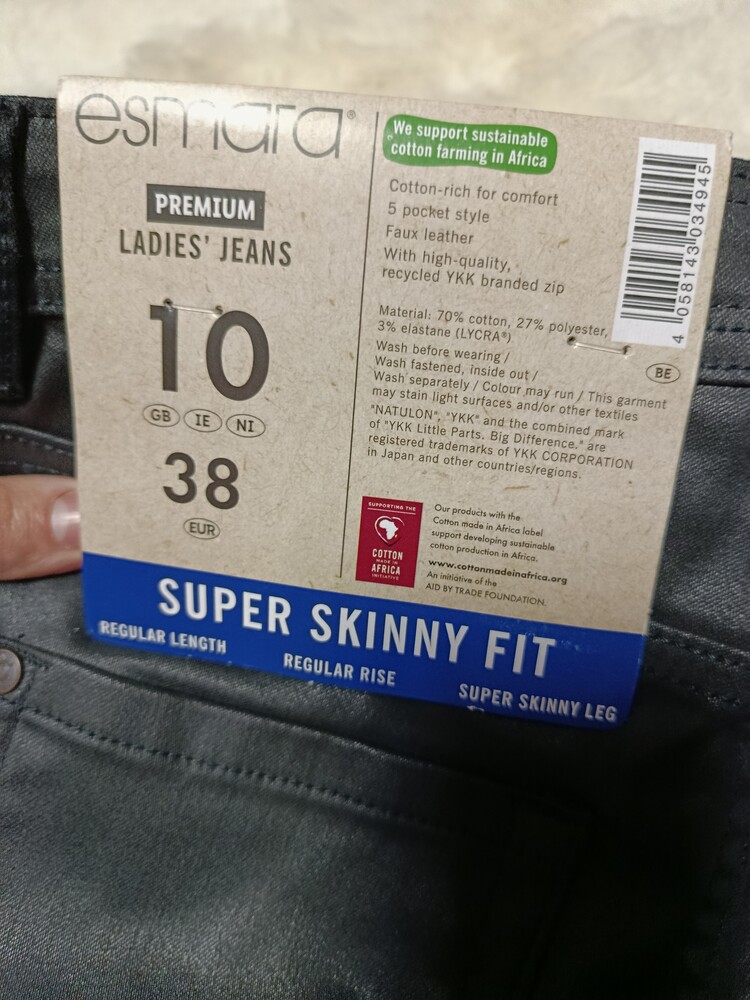 esmara®
PREMIUM
LADIES' JEANS
10
GB IE NI
38
EUR
We support sustainable
cotton farming in Africa
Cotton-rich for comfort
5 pocket style
Faux leather
With high-quality,
recycled YKK branded zip
Material: 70% cotton, 27% polyester,
3% elastane (LYCRA®)
Wash before wearing /
Wash fastened, inside out /
Wash separately / Colour may run / This garment
may stain light surfaces and/or other textiles
"NATULON", "YKK" and the combined mark
of "YKK Little Parts. Big Difference." are
registered trademarks of YKK CORPORATION
in Japan and other countries/regions.
BE
4 058143 034945
SUPPORTING THE
COTTON
MADE IN
AFRICA
INITIATIVE
Our products with the
Cotton made in Africa label
support developing sustainable
cotton production in Africa.
www.cottonmadeinafrica.org
An initiative of the
AID BY TRADE FOUNDATION.
SUPER SKINNY FIT
REGULAR LENGTH
REGULAR RISE
SUPER SKINNY LEG